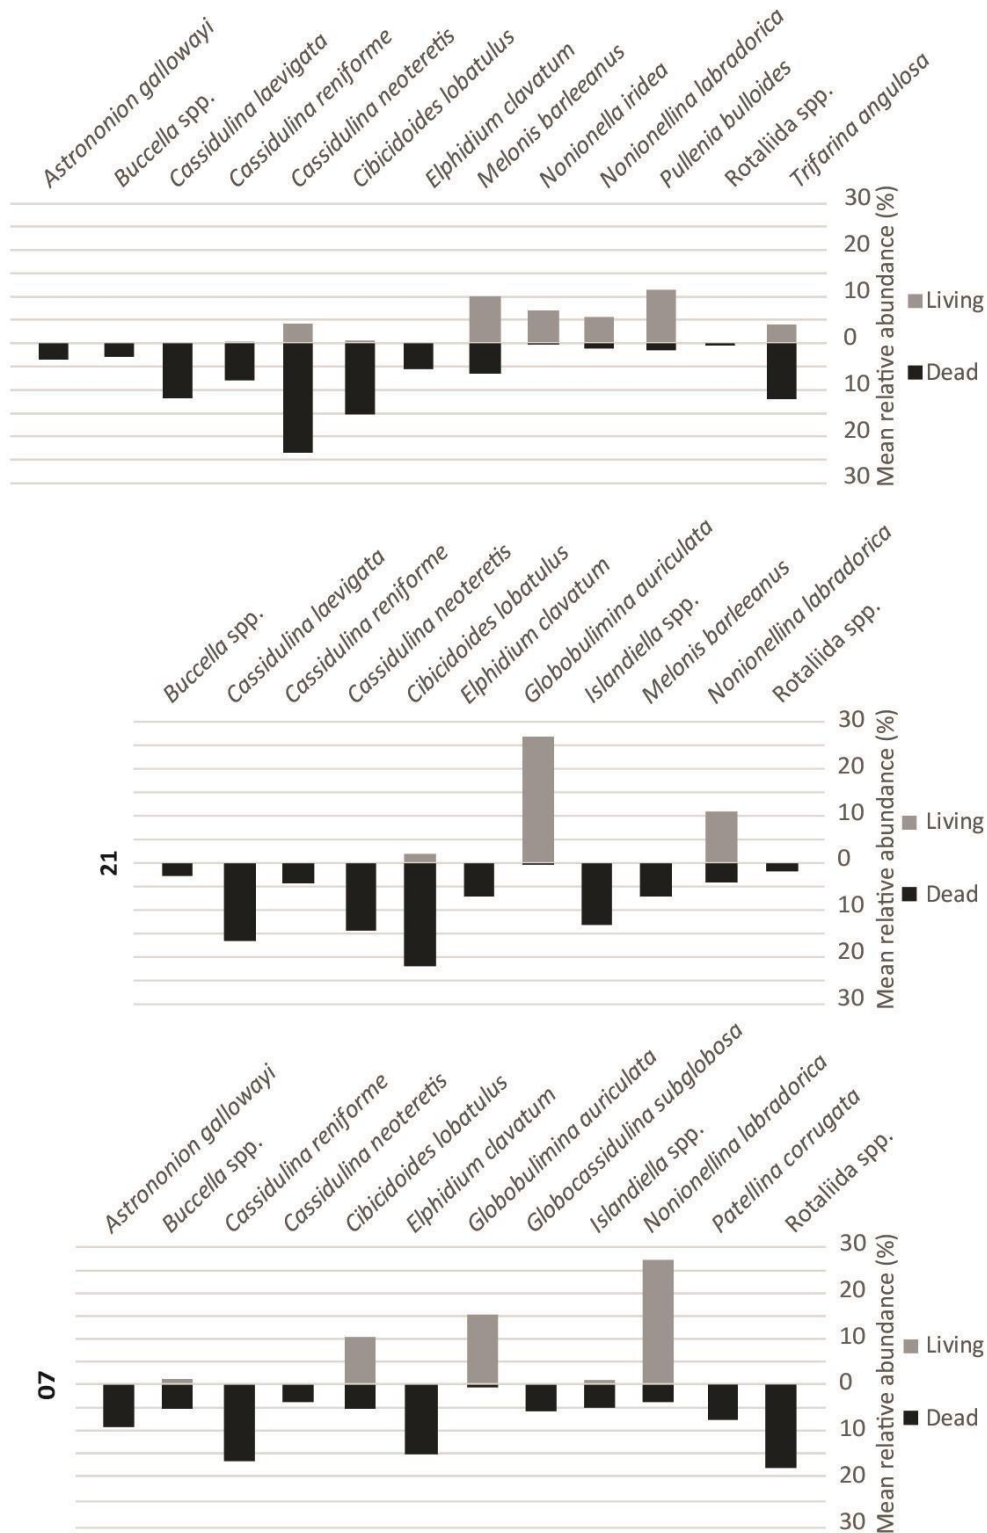 Astrononion gallowayi
Buccella spp.
Cassidulina laevigata
Cassidulina reniforme
Cassidulina neoteretis
Cibicidoides lobatulus
Elphidium clavatum
Melonis barleeanus
Nonionella iridea
Nonionellina labradorica
Pullenia bulloides
Rotaliida spp.
Trifarina angulosa
30
20
10
0
10
20
30
Mean relative abundance (%)
Living
Dead
21
Buccella spp.
Cassidulina laevigata
Cassidulina reniforme
Cassidulina neoteretis
Cibicidoides lobatulus
Elphidium clavatum
Globobulimina auriculata
Islandiella spp.
Melonis barleeanus
Nonionellina labradorica
Rotaliida spp.
30
20
10
0
10
20
30
Mean relative abundance (%)
Living
Dead
07
Astrononion gallowayi
Buccella spp.
Cassidulina reniforme
Cassidulina neoteretis
Cibicidoides lobatulus
Elphidium clavatum
Globobulimina auriculata
Globocassidulina subglobosa
Islandiella spp.
Nonionellina labradorica
Patellina corrugata
Rotaliida spp.
30
20
10
0
10
20
30
Mean relative abundance (%)
Living
Dead